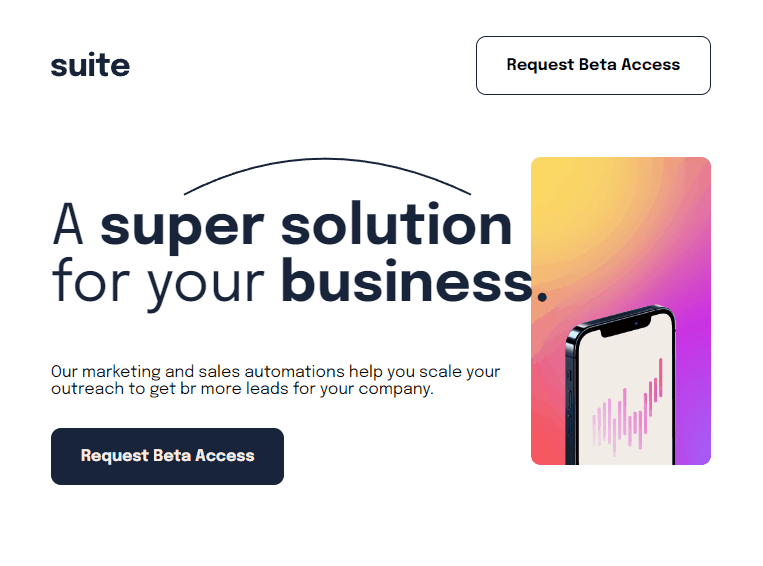 suite
Request Beta Access
A super solution
for your business.
Our marketing and sales automations help you scale your
outreach to get br more leads for your company.
Request Beta Access